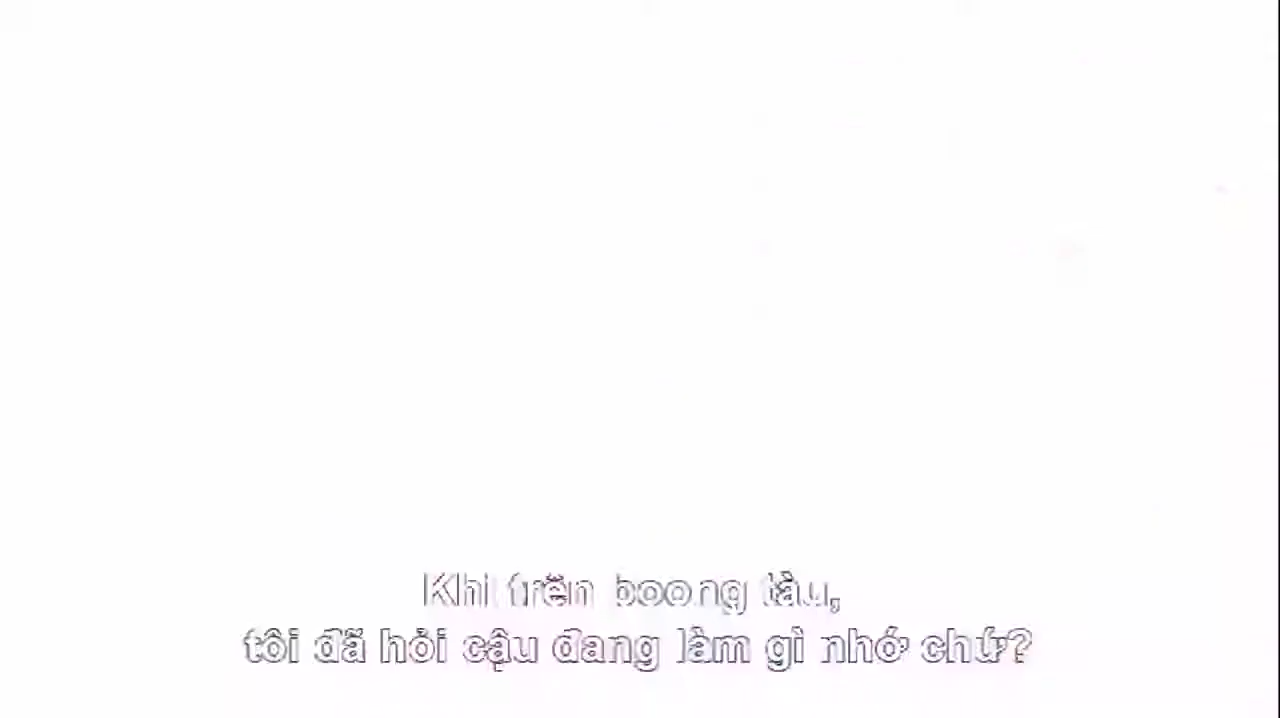 Khi trên boong tàu,
tôi đã hỏi cậu đang làm gì nhớ chứ?